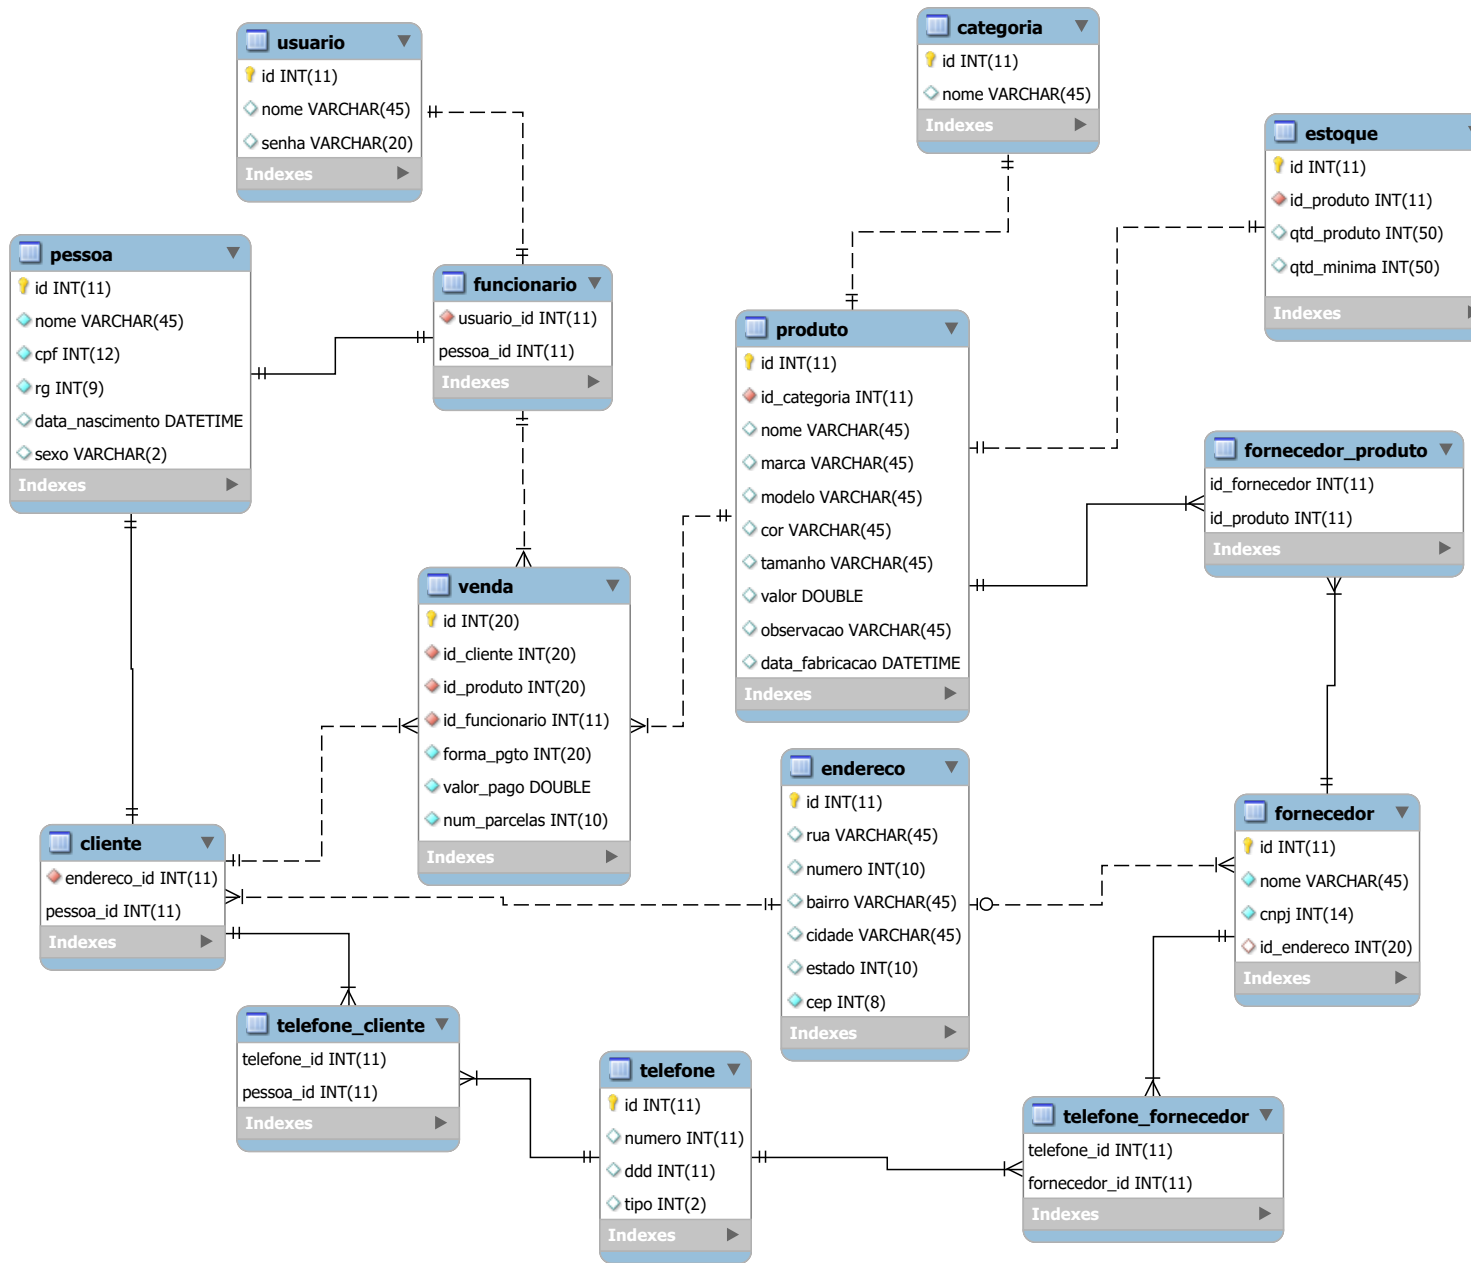 usuario
id INT(11)
nome VARCHAR(45)
senha VARCHAR(20)
Indexes
categoria
id INT(11)
nome VARCHAR(45)
Indexes
estoque
id INT(11)
id_produto INT(11)
qtd_produto INT(50)
qtd_minima INT(50)
Indexes
pessoa
id INT(11)
nome VARCHAR(45)
cpf INT(12)
rg INT(9)
data_nascimento DATETIME
sexo VARCHAR(2)
Indexes
funcionario
usuario_id INT(11)
pessoa_id INT(11)
Indexes
produto
id INT(11)
id_categoria INT(11)
nome VARCHAR(45)
marca VARCHAR(45)
modelo VARCHAR(45)
cor VARCHAR(45)
tamanho VARCHAR(45)
valor DOUBLE
observacao VARCHAR(45)
data_fabricacao DATETIME
Indexes
fornecedor_produto
id_fornecedor INT(11)
id_produto INT(11)
Indexes
venda
id INT(20)
id_cliente INT(20)
id_produto INT(20)
id_funcionario INT(11)
forma_pgto INT(20)
valor_pago DOUBLE
num_parcelas INT(10)
Indexes
endereco
id INT(11)
rua VARCHAR(45)
numero INT(10)
bairro VARCHAR(45)
cidade VARCHAR(45)
estado INT(10)
cep INT(8)
Indexes
fornecedor
id INT(11)
nome VARCHAR(45)
cnpj INT(14)
id_endereco INT(20)
Indexes
cliente
endereco_id INT(11)
pessoa_id INT(11)
Indexes
telefone_cliente
telefone_id INT(11)
pessoa_id INT(11)
Indexes
telefone
id INT(11)
numero INT(11)
ddd INT(11)
tipo INT(2)
Indexes
telefone_fornecedor
telefone_id INT(11)
fornecedor_id INT(11)
Indexes